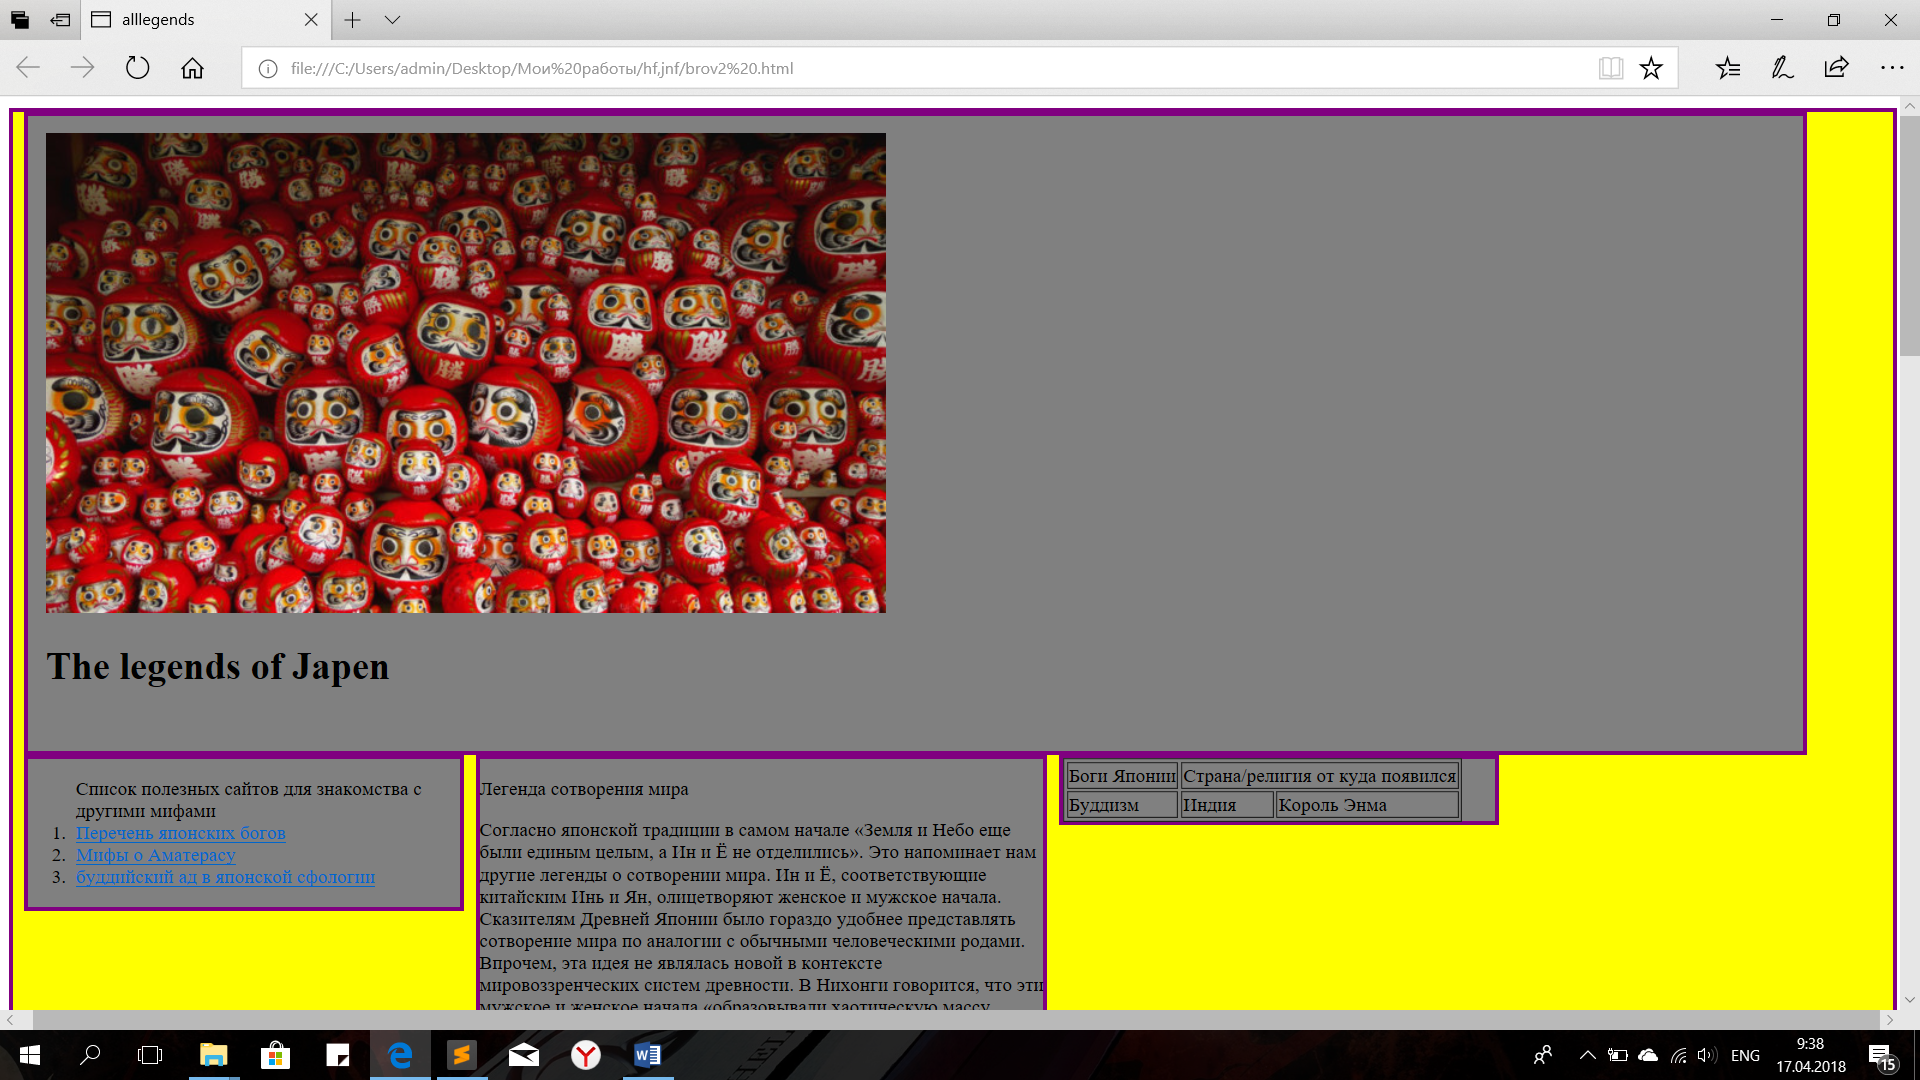 alllegends
file:///C:/Users/admin/Desktop/Мои%20работы/hf,jnf/brov2%20.html
The legends of Japen
Список полезных сайтов для знакомства с
другими мифами
1. Перечень японских богов
2. Мифы о Аматерасу
3. буддийский ад в японской сфологии
Легенда сотворения мира
Согласно японской традиции в самом начале «Земля и Небо еще
были единым целым, а Ин и Ё не отделились». Это напоминает нам
другие легенды о сотворении мира. Ин и Ё, соответствующие
китайским Инь и Ян, олицетворяют женское и мужское начала.
Сказителям Древней Японии было гораздо удобнее представлять
сотворение мира по аналогии с обычными человеческими родами.
Впрочем, эта идея не являлась новой в контексте
мировоззренческих систем древности. В Нихонги говорится, что эти
мужское и женское начала «образовывали хаотическую массу,
Боги Японии Страна/религия от куда появился
Буддизм Индия Король Энма
ENG
9:38
17.04.2018
15